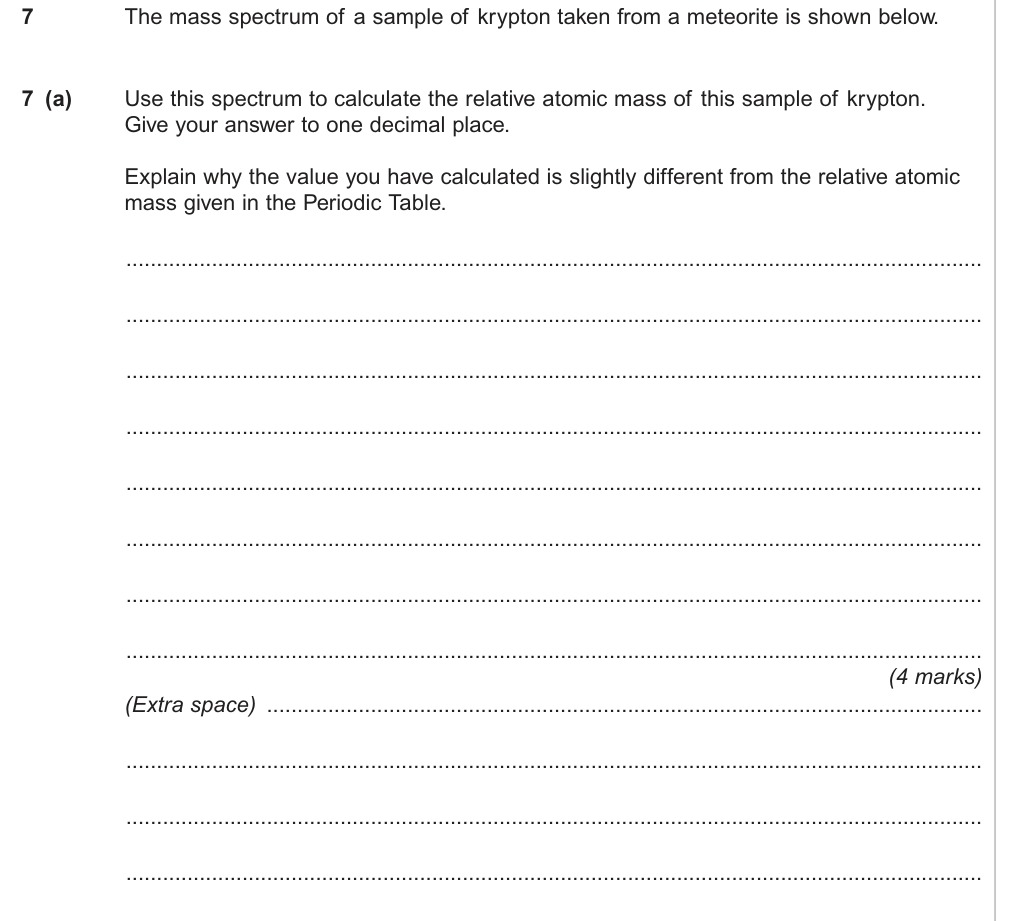 7 The mass spectrum of a sample of krypton taken from a meteorite is shown below.
7 (a) Use this spectrum to calculate the relative atomic mass of this sample of krypton.
Give your answer to one decimal place.
Explain why the value you have calculated is slightly different from the relative atomic
mass given in the Periodic Table.
(4 marks)
(Extra space)